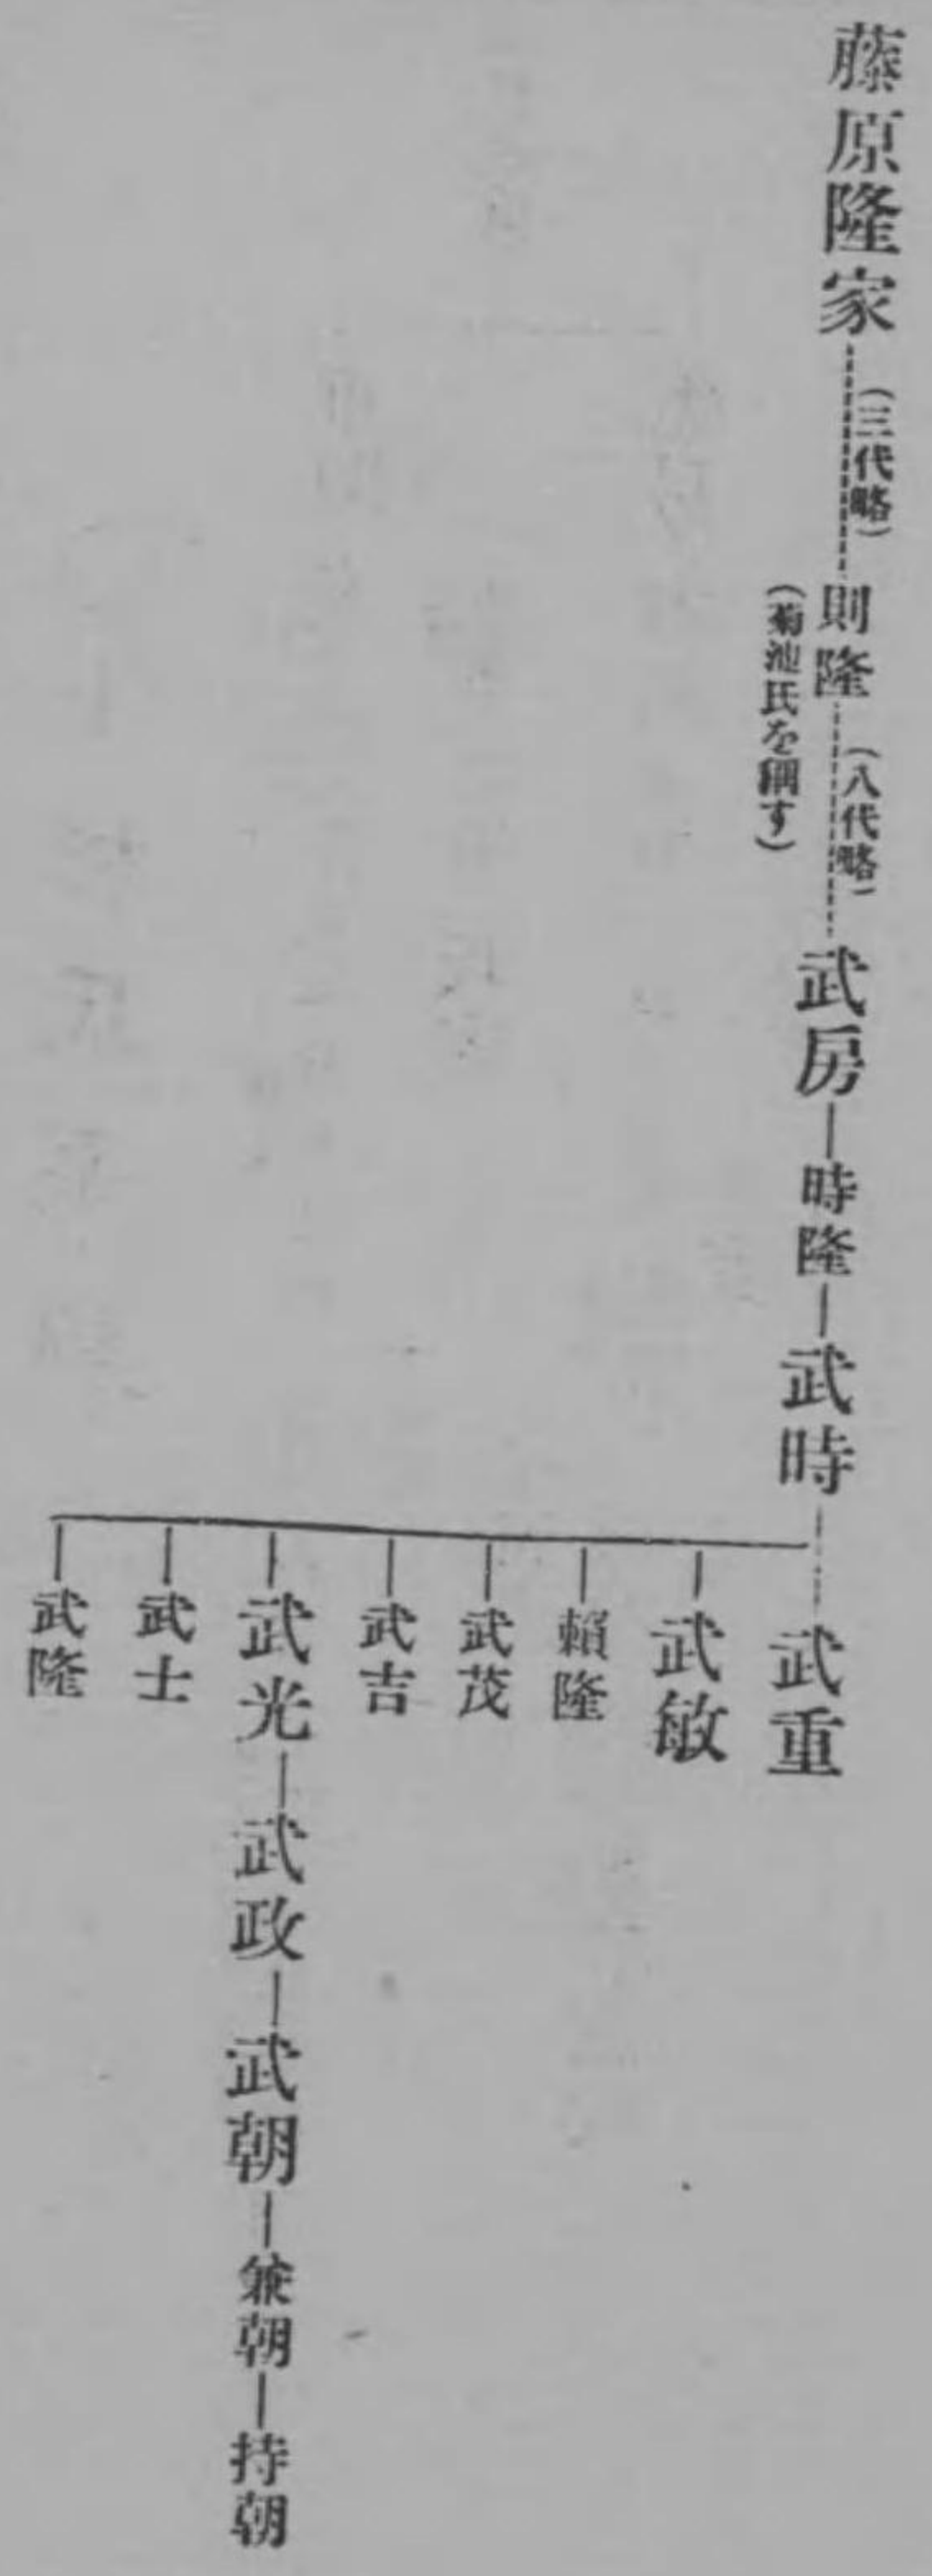 藤原隆家
(三代略)
則隆
(菊池氏を稱す)
(八代略)
武房
時隆
武時
武重
武敏
賴隆
武茂
武吉
武光
武政
武朝
兼朝
持朝
武士
武隆